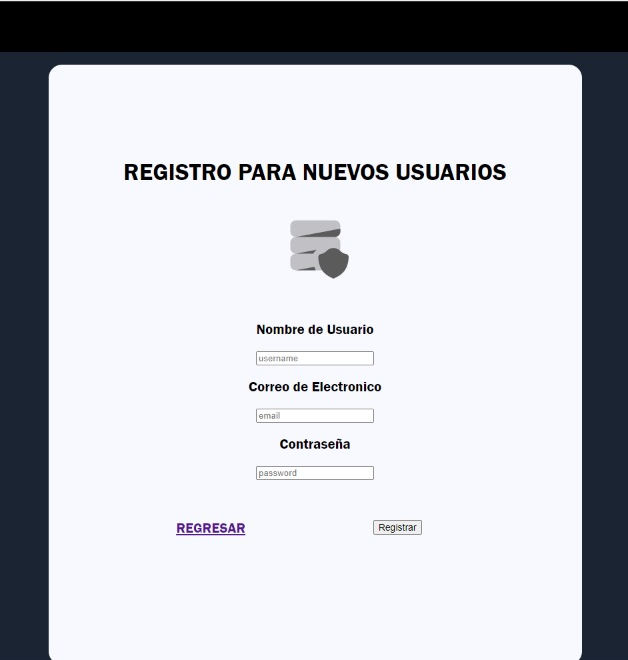 REGISTRO PARA NUEVOS USUARIOS
Nombre de Usuario
username
Correo de Electronico
email
Contraseña
password
REGRESAR Registrar